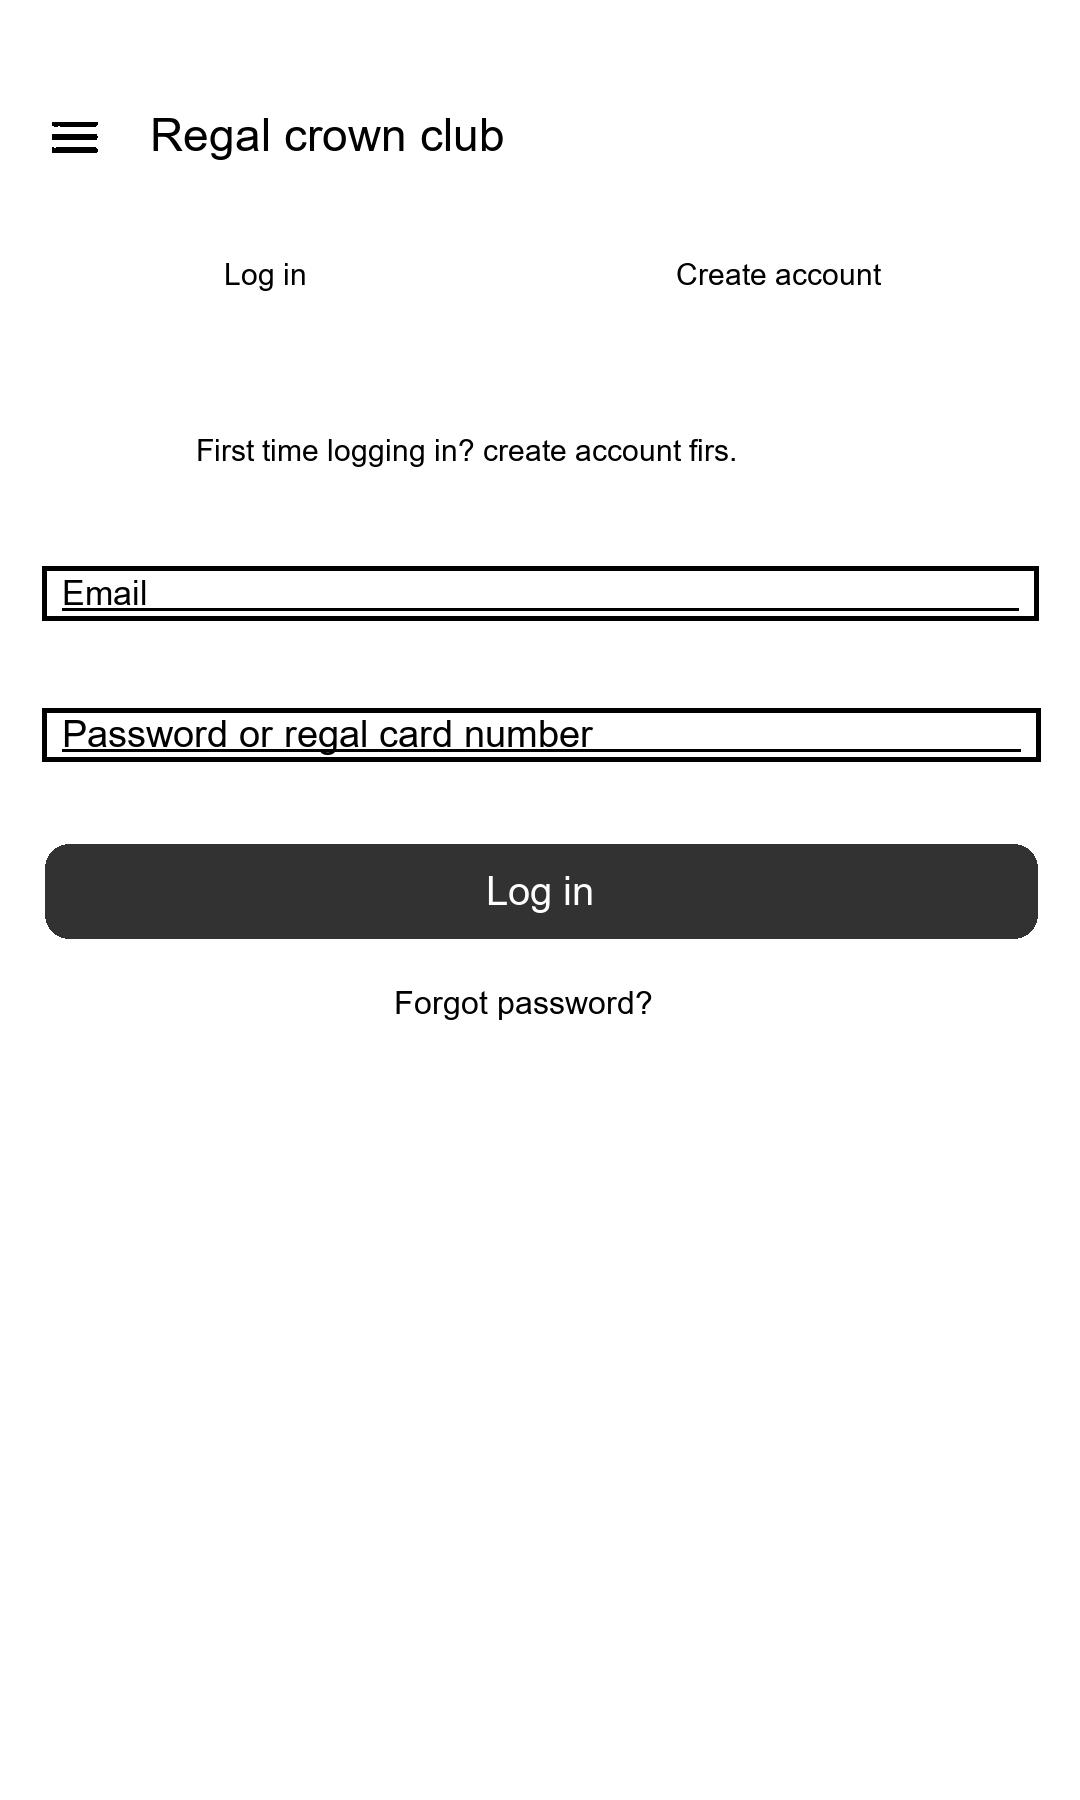 Regal crown club
Log in Create account
First time logging in? create account firs.
Email
Password or regal card number
Log in
Forgot password?